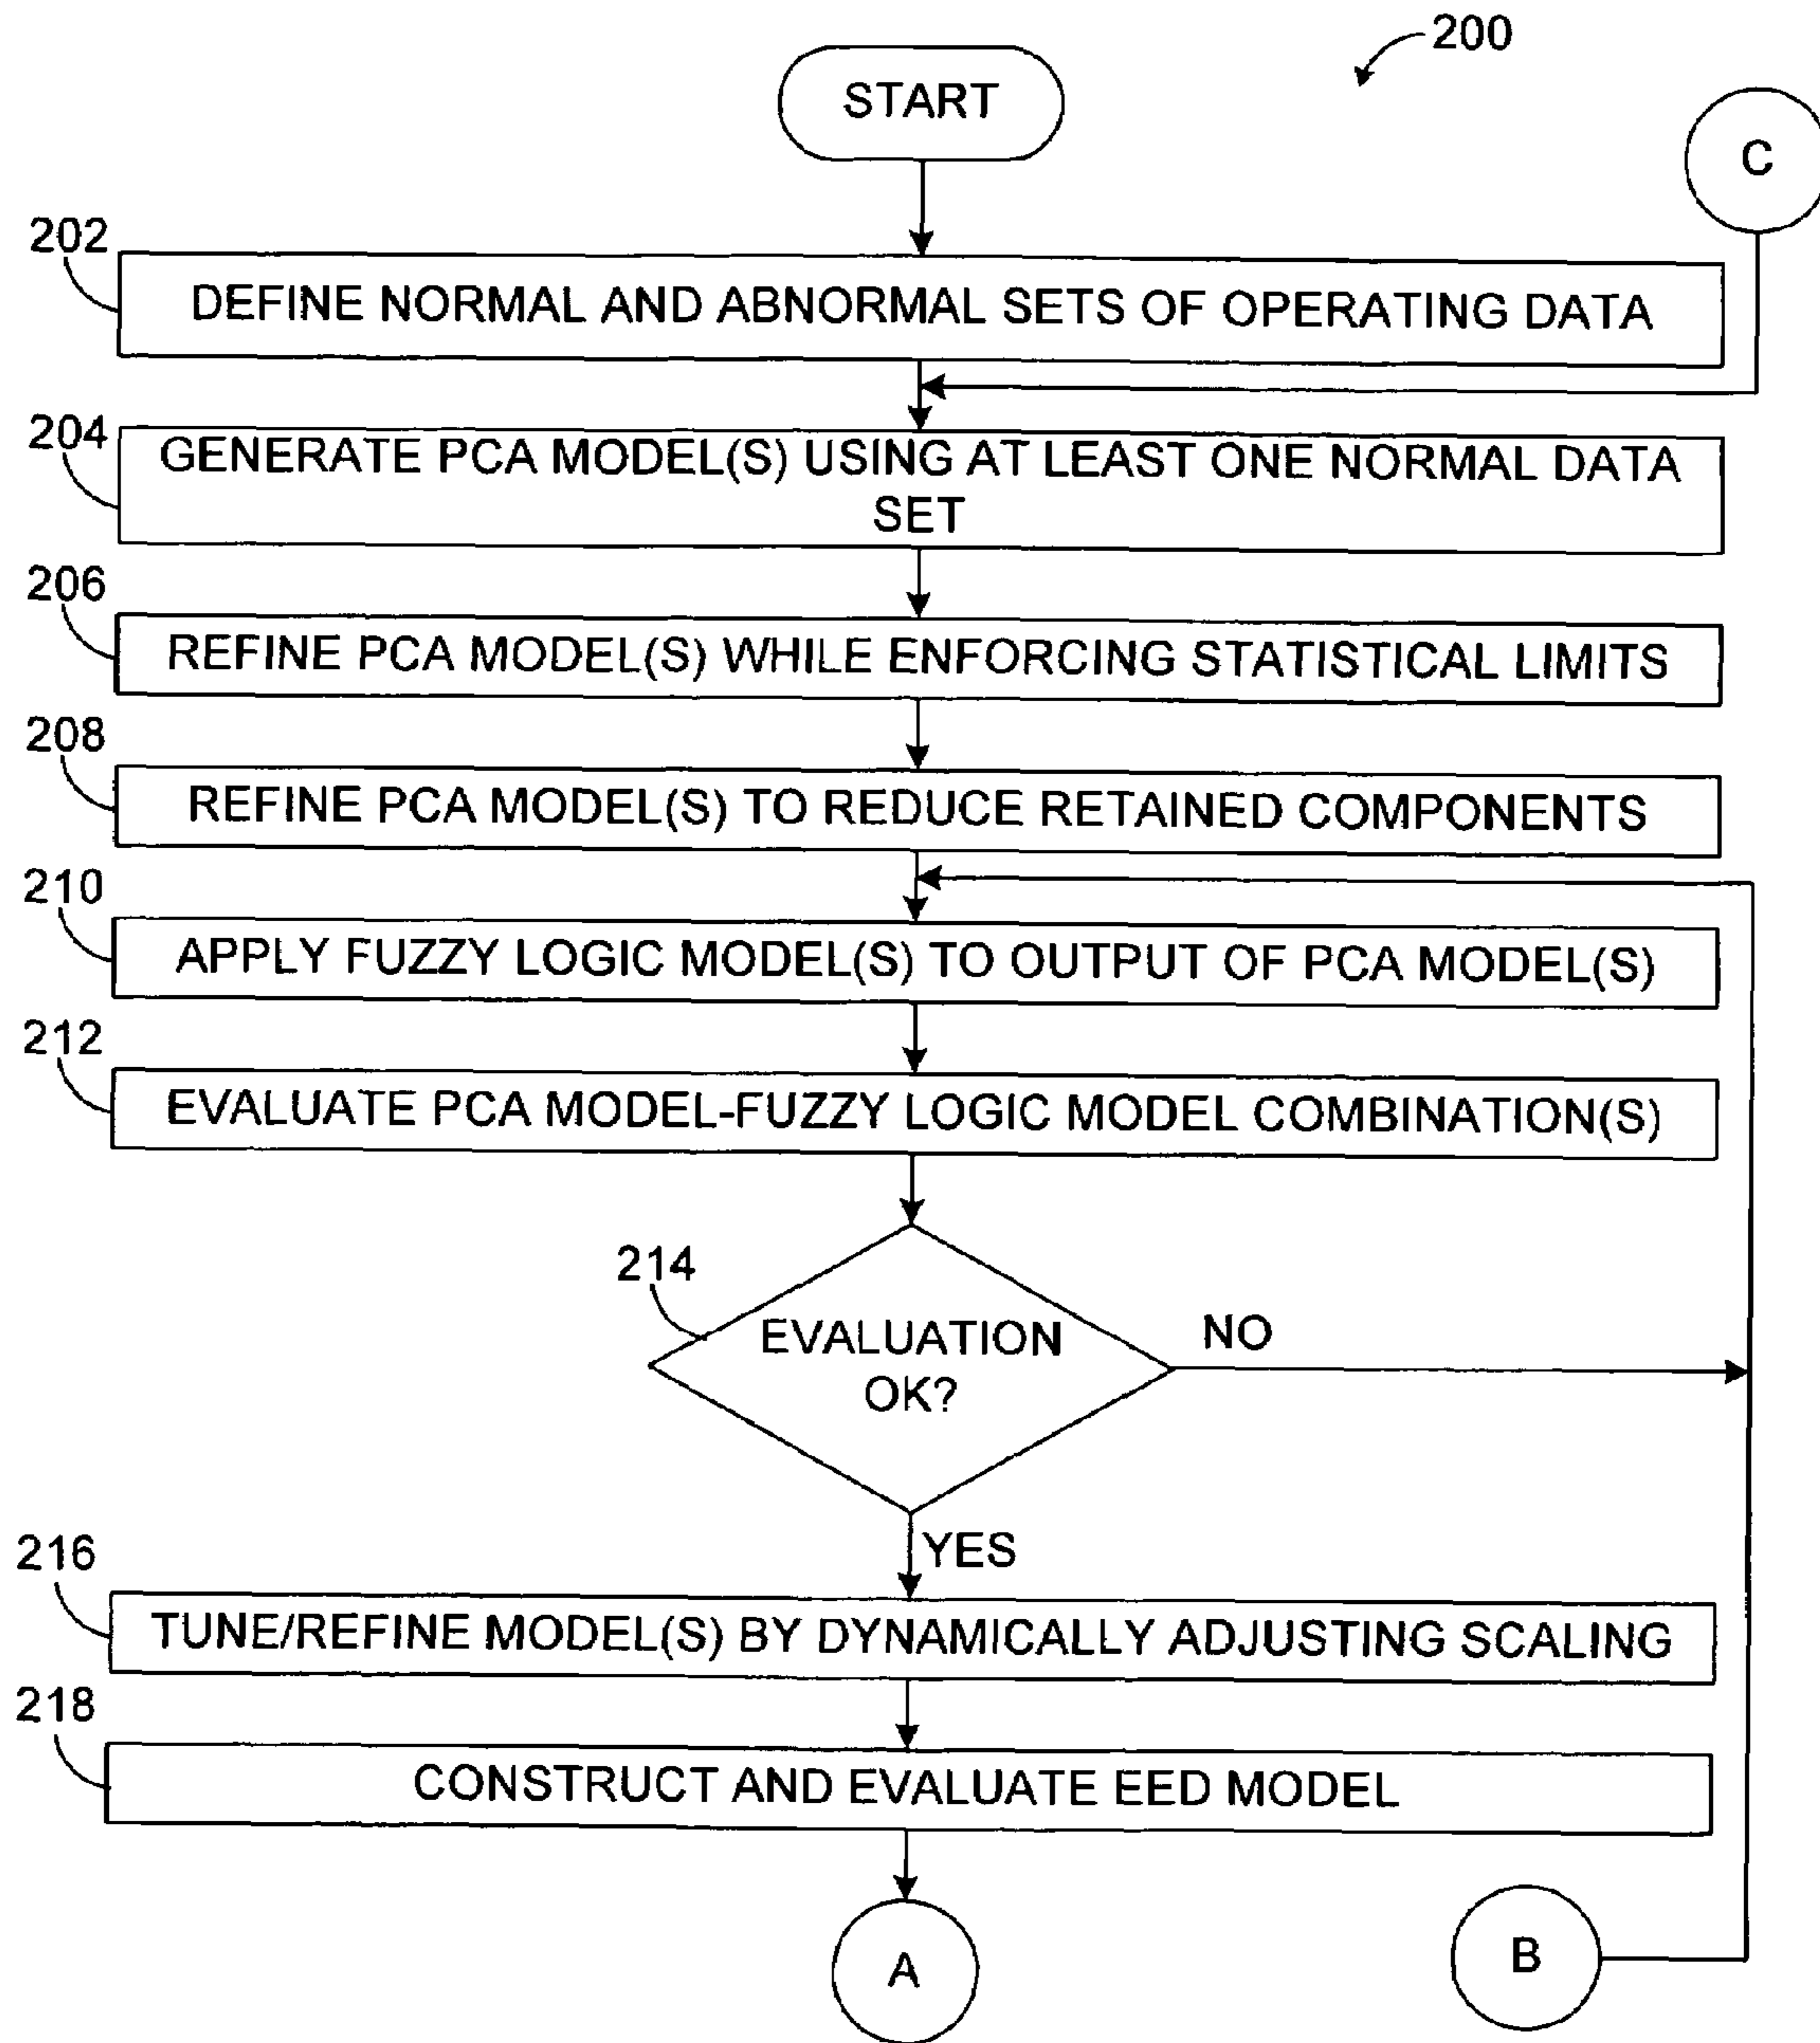 200
START
C
202
DEFINE NORMAL AND ABNORMAL SETS OF OPERATING DATA
204
GENERATE PCA MODEL(S) USING AT LEAST ONE NORMAL DATA
SET
206
REFINE PCA MODEL(S) WHILE ENFORCING STATISTICAL LIMITS
208
REFINE PCA MODEL(S) TO REDUCE RETAINED COMPONENTS
210
APPLY FUZZY LOGIC MODEL(S) TO OUTPUT OF PCA MODEL(S)
212
EVALUATE PCA MODEL-FUZZY LOGIC MODEL COMBINATION(S)
214
EVALUATION
OK?
NO
YES
216
TUNE/REFINE MODEL(S) BY DYNAMICALLY ADJUSTING SCALING
218
CONSTRUCT AND EVALUATE EED MODEL
A
B